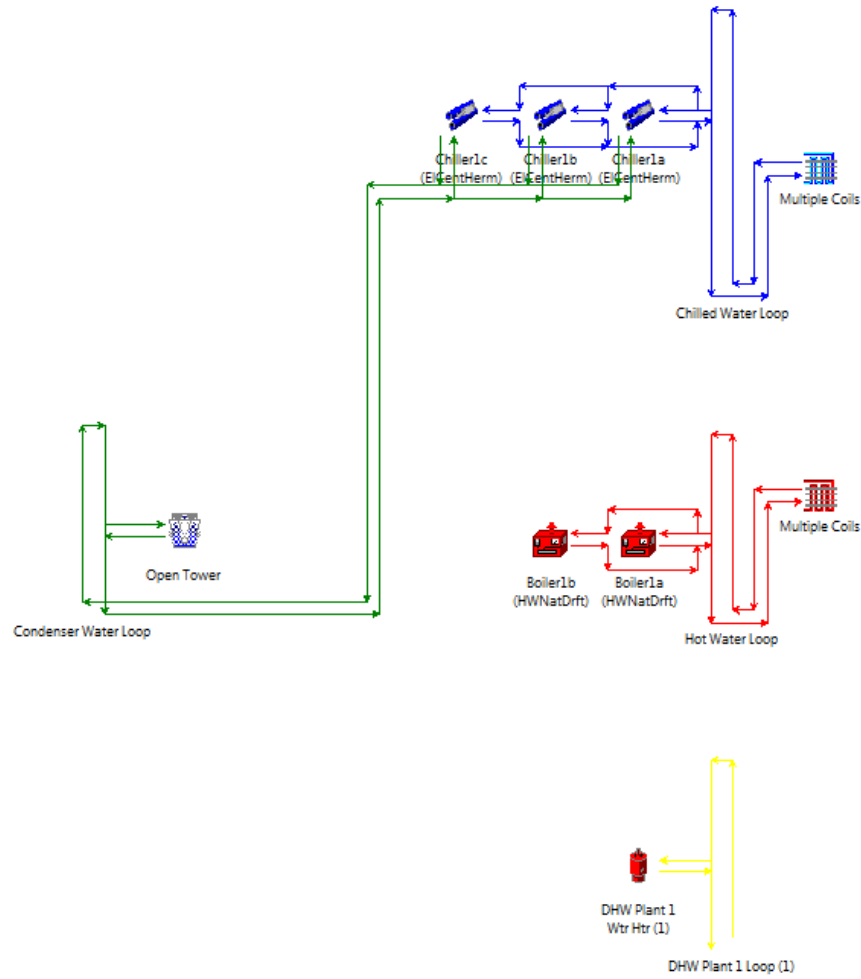 Chiller1c
(ElCentHerm)
Chiller1b
(ElCentHerm)
Chiller1a
(ElCentHerm)
Multiple Coils
Chilled Water Loop
Open Tower
Condenser Water Loop
Boiler1b
(HWNatDrft)
Boiler1a
(HWNatDrft)
Multiple Coils
Hot Water Loop
DHW Plant 1
Wtr Htr (1)
DHW Plant 1 Loop (1)